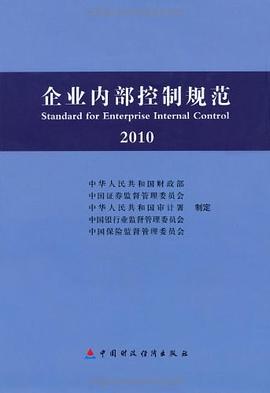 企业内部控制规范
Standard for Enterprise Internal Control
2010
中华人民共和国财政部
中国证券监督管理委员会
中华人民共和国审计署 制定
中国银行业监督管理委员会
中国保险监督管理委员会
中国财政经济出版社